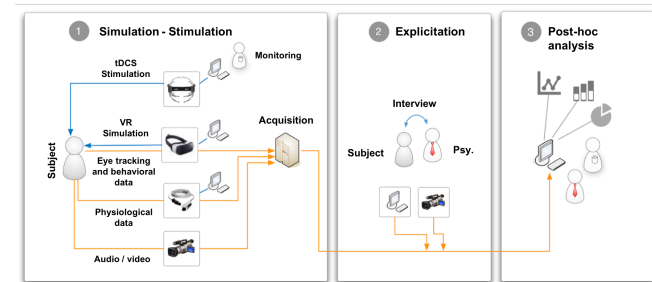 1 Simulation - Stimulation
tDCS
Stimulation
Monitoring
VR
Simulation
Acquisition
Subject
Eye tracking
and behavioral
data
Physiological
data
Audio / video
2 Explicitation
Interview
Subject
Psy.
3 Post-hoc
analysis